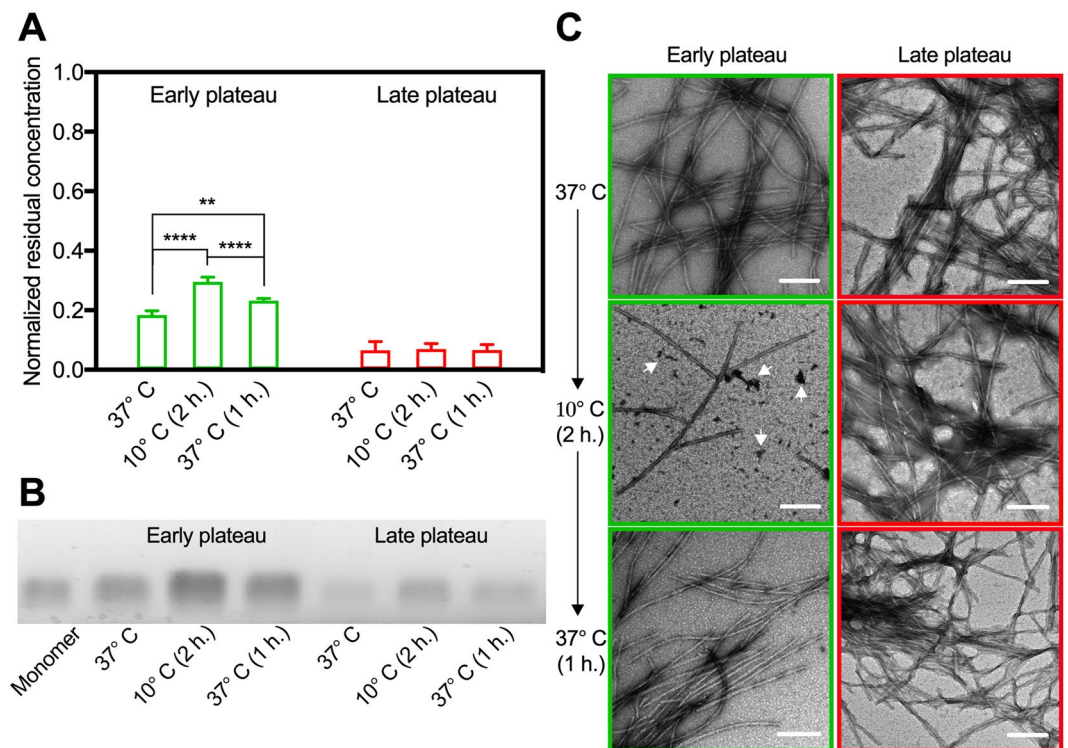 A
Normalized residual concentration
1.0
0.8
0.6
0.4
0.2
0.0
Early plateau
Late plateau
**
****
****
37° C
10° C (2 h.)
37° C (1 h.)
37° C
10° C (2 h.)
37° C (1 h.)
B
Early plateau
Late plateau
Monomer
37° C
10° C (2 h.)
37° C (1 h.)
37° C
10° C (2 h.)
37° C (1 h.)
C
Early plateau
Late plateau
37° C
10° C
(2 h.)
37° C
(1 h.)